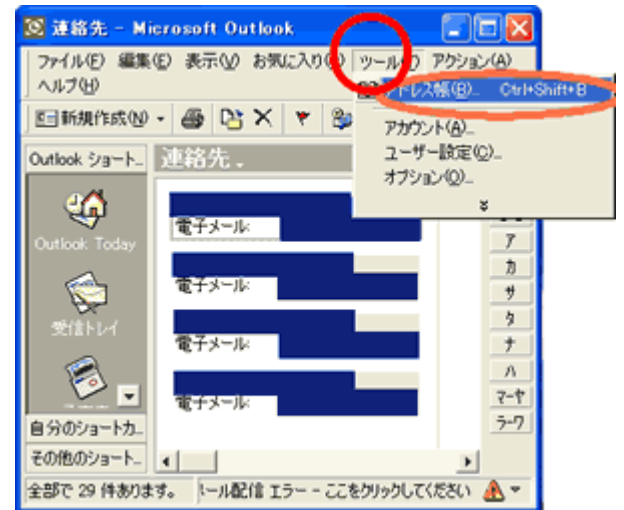 連絡先 - Microsoft Outlook
ファイル(F) 編集(E) 表示(V) お気に入り(O) ツール(T) アクション(A)
ヘルプ(H)
アドレス帳(B)... Ctrl+Shift+B
アカウント(A)...
ユーザー設定(C)...
オプション(O)...
新規作成(N)
Outlook ショート...
連絡先 .
Outlook Today
受信トレイ
電子メール:
電子メール:
電子メール:
電子メール:
ア
カ
サ
タ
ナ
ハ
マ-ヤ
ラ-ワ
自分のショートカ...
その他のショート...
全部で 29 件あります。
ール配信 エラー - ここをクリックしてください